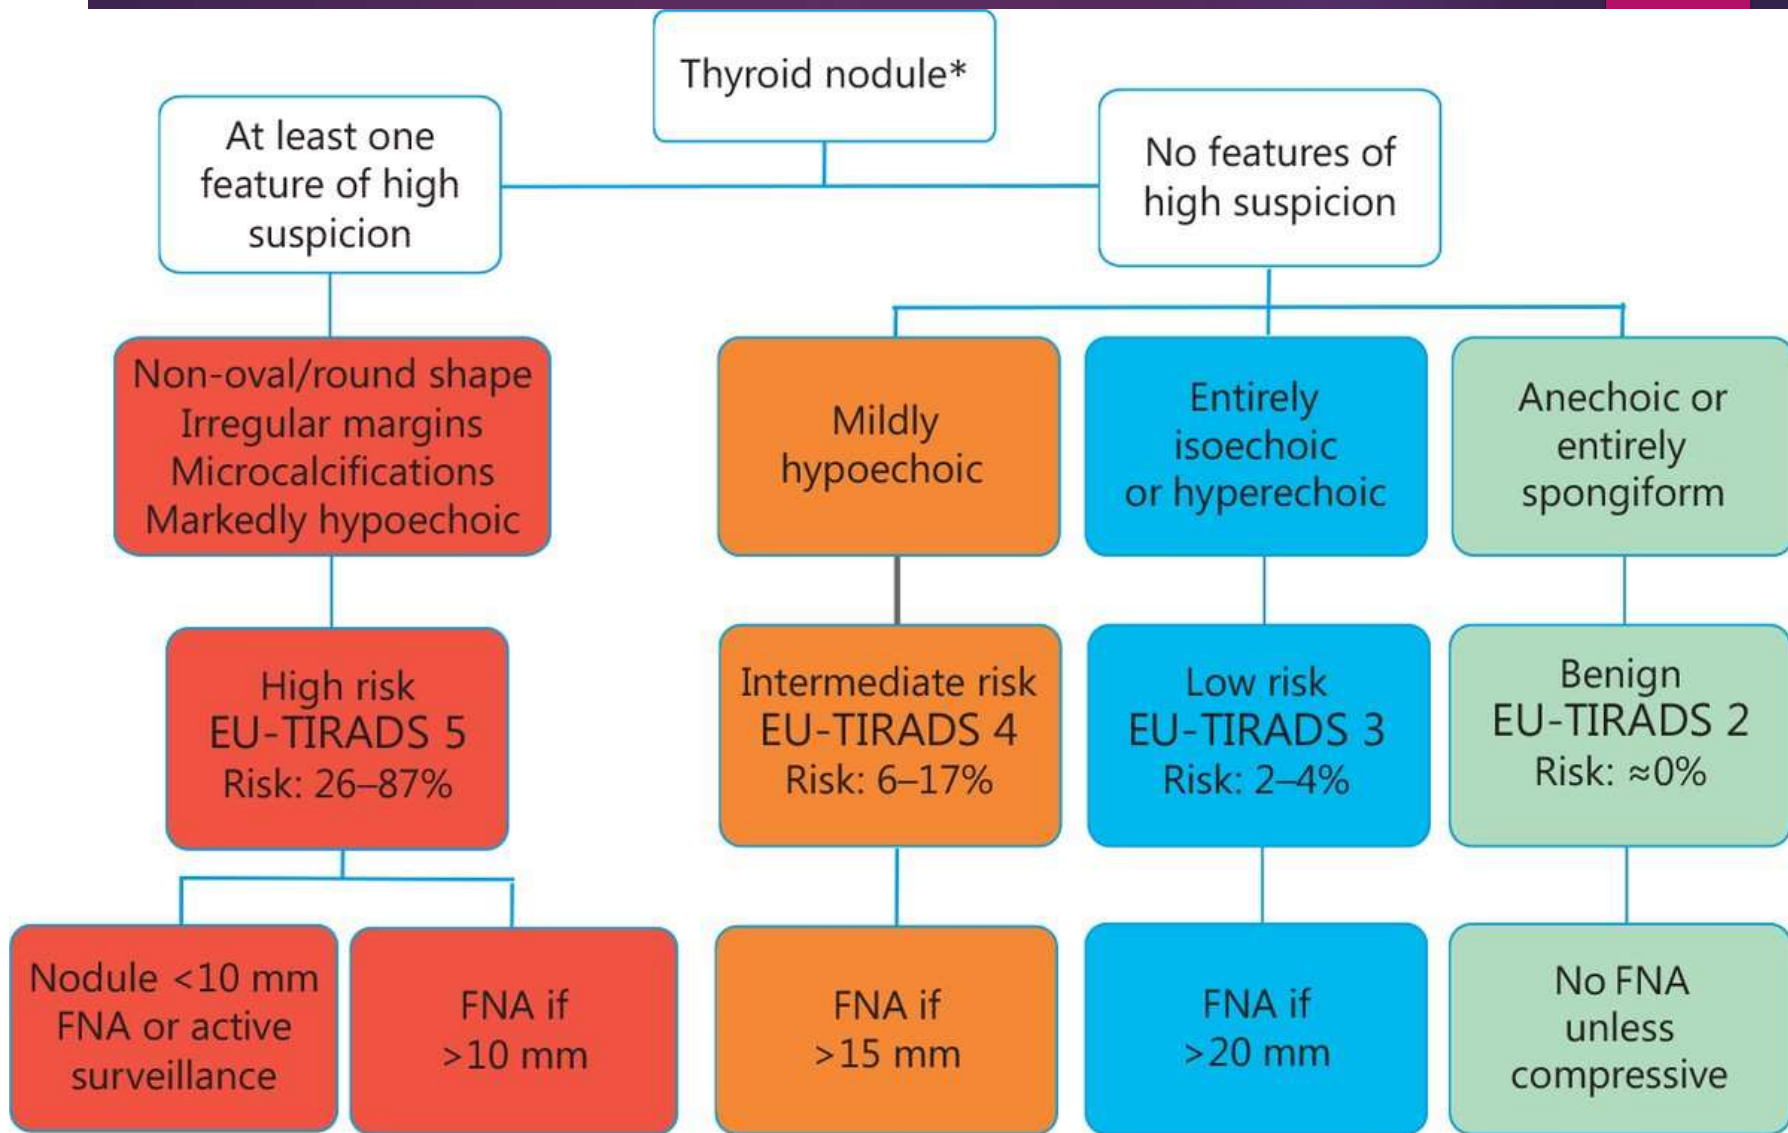 Thyroid nodule*
At least one
feature of high
suspicion
No features of
high suspicion
Non-oval/round shape
Irregular margins
Microcalcifications
Markedly hypoechoic
Mildly
hypoechoic
Entirely
isoechoic
or hyperechoic
Anechoic or
entirely
spongiform
High risk
EU-TIRADS 5
Risk: 26–87%
Intermediate risk
EU-TIRADS 4
Risk: 6–17%
Low risk
EU-TIRADS 3
Risk: 2–4%
Benign
EU-TIRADS 2
Risk: ≈0%
Nodule <10 mm
FNA or active
surveillance
FNA if
>10 mm
FNA if
>15 mm
FNA if
>20 mm
No FNA
unless
compressive